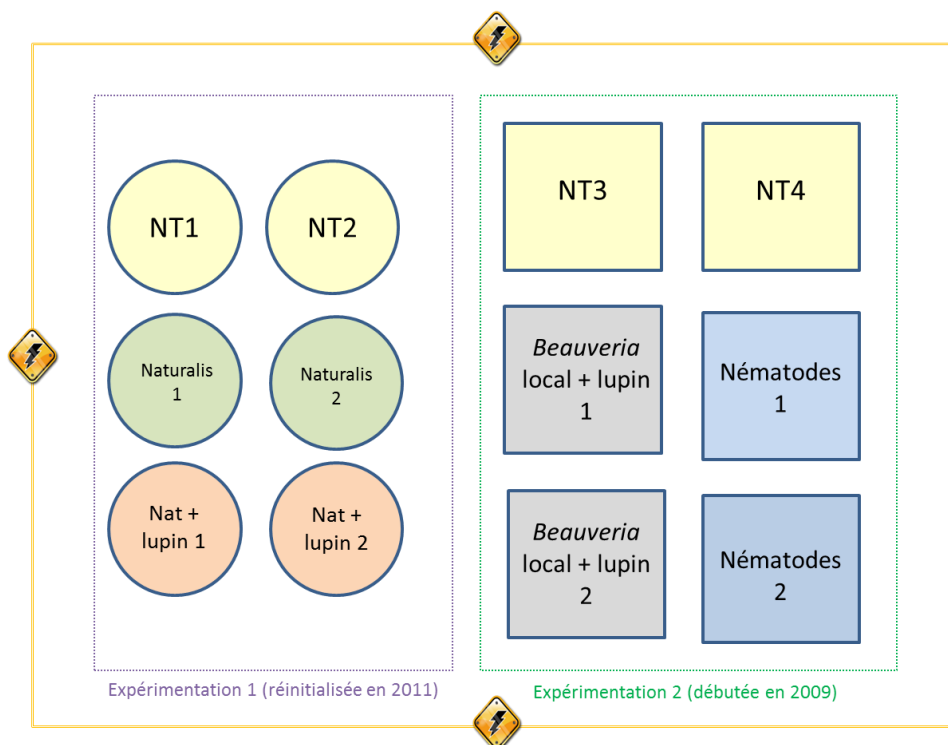 NT1
NT2
NT3
NT4
Naturalis
1
Naturalis
2
Beauveria
local + lupin
1
Nématodes
1
Nat +
lupin 1
Nat +
lupin 2
Beauveria
local + lupin
2
Nématodes
2
Expérimentation 1 (réinitialisée en 2011)
Expérimentation 2 (débutée en 2009)